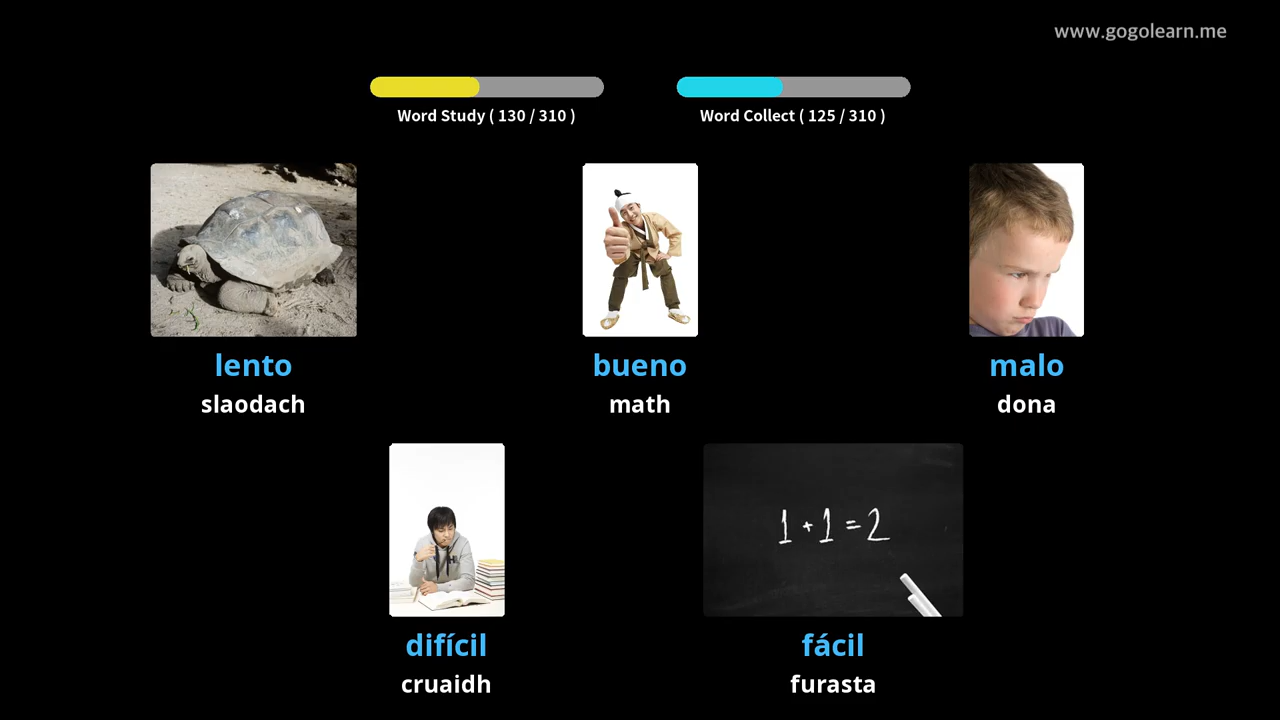 www.gogolearn.me
Word Study ( 130 / 310 )
Word Collect ( 125 / 310 )
lento
slaodach
bueno
math
malo
dona
1 + 1 = 2
difícil
cruaidh
fácil
furasta